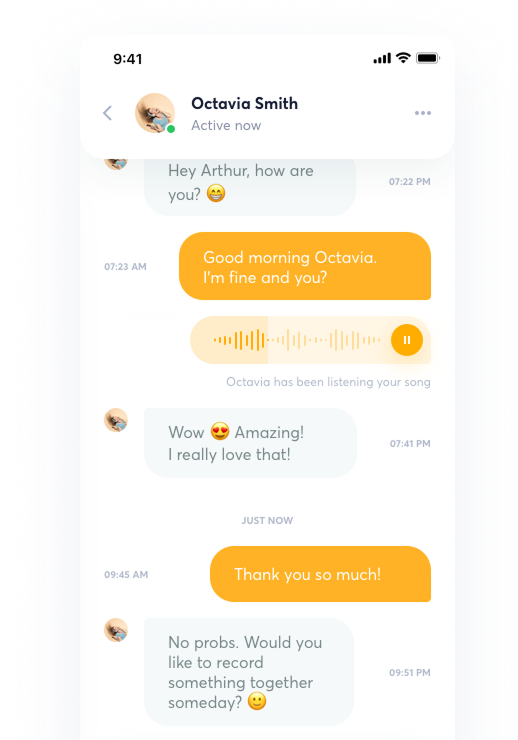 9:41
Octavia Smith
Active now
Hey Arthur, how are
you? 😁
07:22 PM
07:23 AM
Good morning Octavia.
I'm fine and you?
Octavia has been listening your song
Wow 😍 Amazing!
I really love that!
07:41 PM
JUST NOW
09:45 AM
Thank you so much!
No probs. Would you
like to record
something together
someday? 🙂
09:51 PM